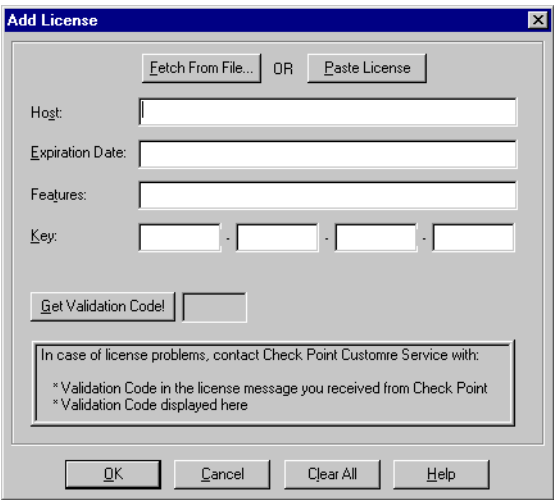 Add License
Fetch From File... OR Paste License
Host:
Expiration Date:
Features:
Key: - - -
Get Validation Code!
In case of license problems, contact Check Point Customre Service with:
* Validation Code in the license message you received from Check Point
* Validation Code displayed here
OK Cancel Clear All Help